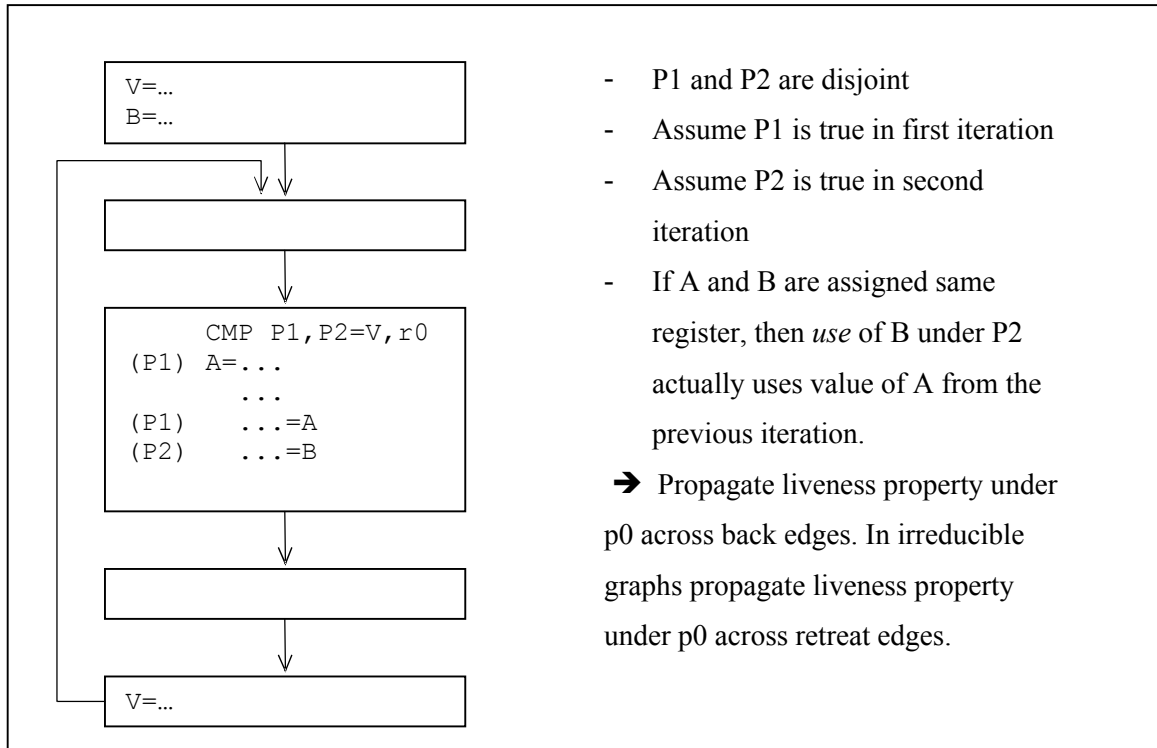 V=…
B=…
CMP P1,P2=V,r0
(P1) A=...
...
(P1) ...=A
(P2) ...=B
V=…
- P1 and P2 are disjoint
- Assume P1 is true in first iteration
- Assume P2 is true in second
iteration
- If A and B are assigned same
register, then use of B under P2
actually uses value of A from the
previous iteration.
➔ Propagate liveness property under
p0 across back edges. In irreducible
graphs propagate liveness property
under p0 across retreat edges.